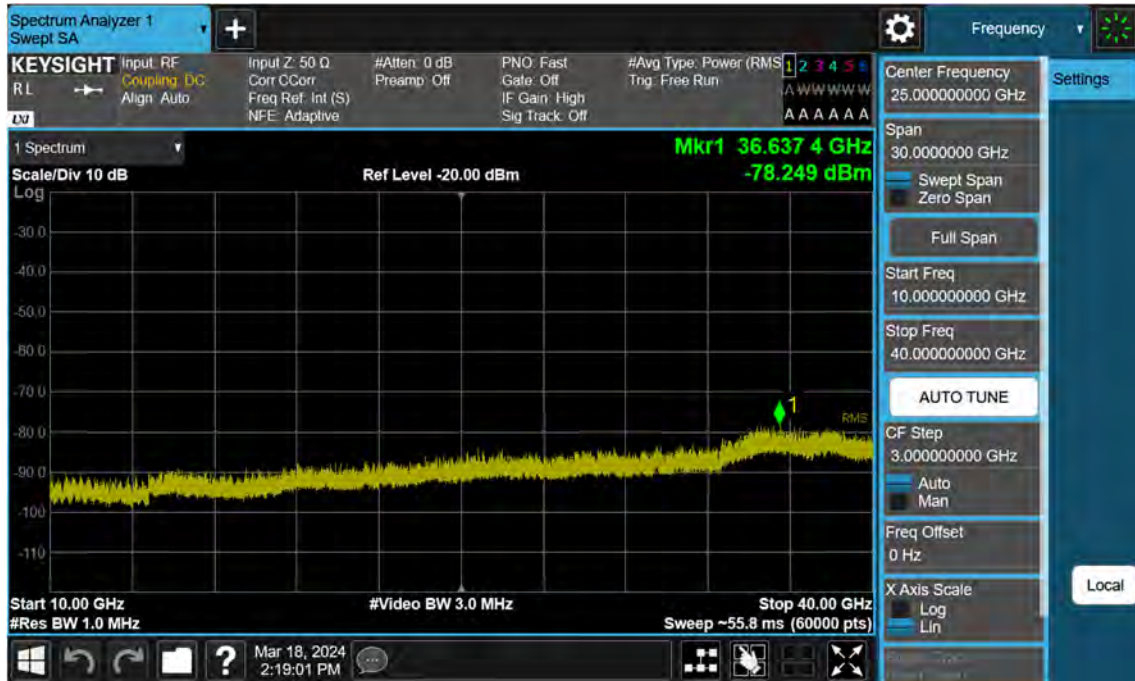 Spectrum Analyzer 1
Swept SA
+
Frequency
KEYSIGHT
RL
LXI
Input: RF
Coupling: DC
Align: Auto
Input Z: 50 Ω
Corr CCorr
Freq Ref: Int (S)
NFE: Adaptive
#Atten: 0 dB
Preamp: Off
PNO: Fast
Gate: Off
IF Gain: High
Sig Track: Off
#Avg Type: Power (RMS
Trig: Free Run
1 2 3 4 5 6
A W W W W W
A A A A A A
Center Frequency
25.000000000 GHz
Settings
1 Spectrum
Mkr1 36.637 4 GHz
-78.249 dBm
Scale/Div 10 dB
Ref Level -20.00 dBm
Log
-30.0
-40.0
-50.0
-60.0
-70.0
-80.0
-90.0
-100
-110
1
RMS
Start 10.00 GHz
#Video BW 3.0 MHz
Stop 40.00 GHz
#Res BW 1.0 MHz
Sweep ~55.8 ms (60000 pts)
Span
30.0000000 GHz
Swept Span
Zero Span
Full Span
Start Freq
10.000000000 GHz
Stop Freq
40.000000000 GHz
AUTO TUNE
CF Step
3.000000000 GHz
Auto
Man
Freq Offset
0 Hz
X Axis Scale
Log
Lin
Local
?
Mar 18, 2024
2:19:01 PM